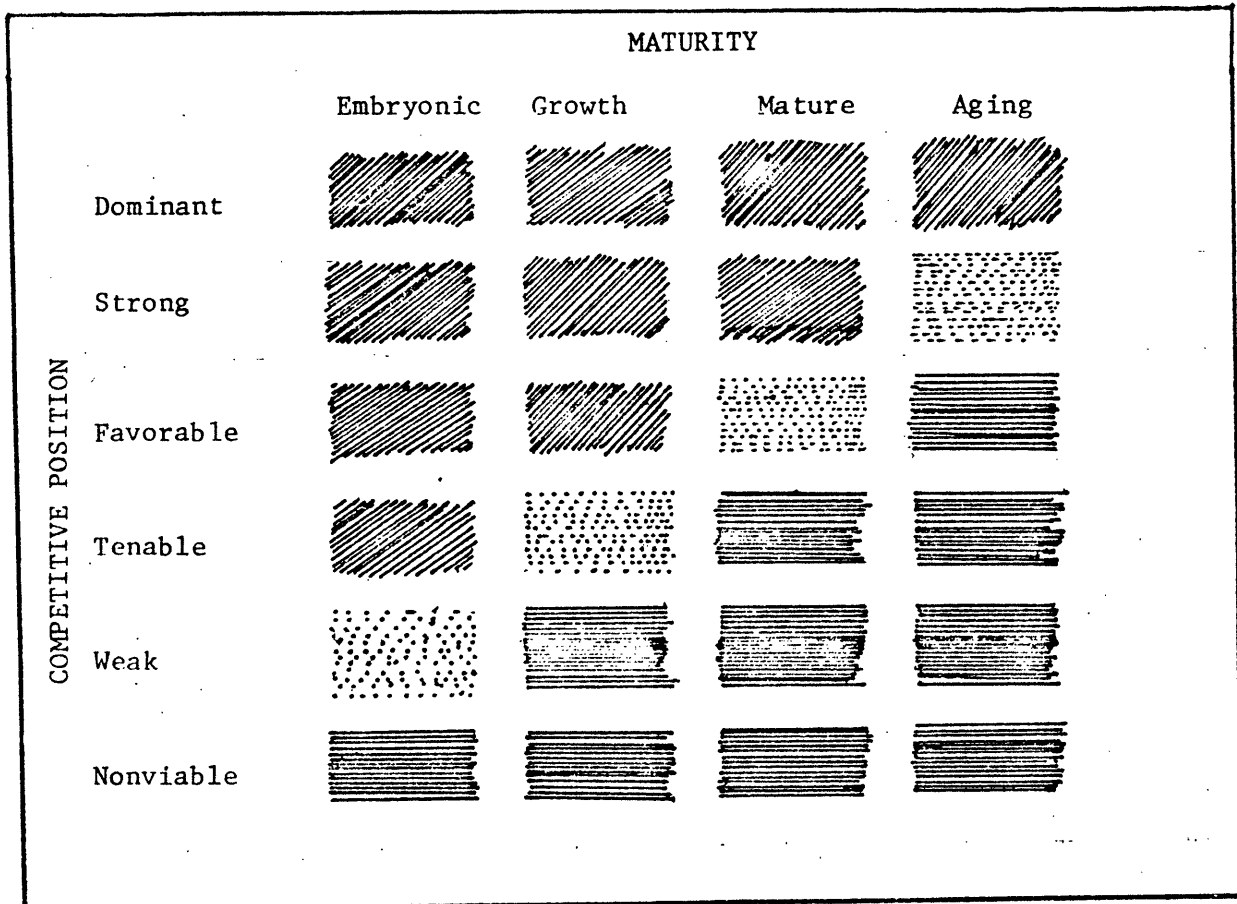 MATURITY
Embryonic Growth Mature Aging
Dominant
Strong
Favorable
Tenable
Weak
Nonviable
COMPETITIVE POSITION